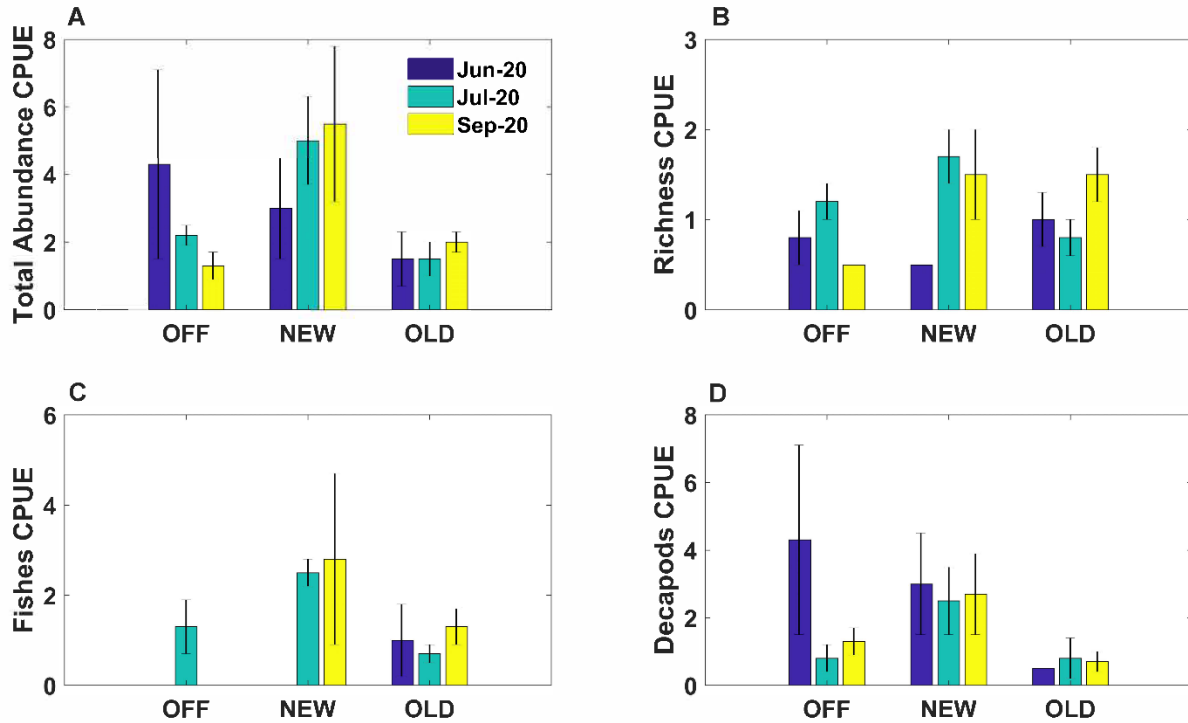 A
Total Abundance CPUE
8
6
4
2
0
Jun-20
Jul-20
Sep-20
OFF NEW OLD
B
Richness CPUE
3
2
1
0
OFF NEW OLD
C
Fishes CPUE
6
4
2
0
OFF NEW OLD
D
Decapods CPUE
8
6
4
2
0
OFF NEW OLD